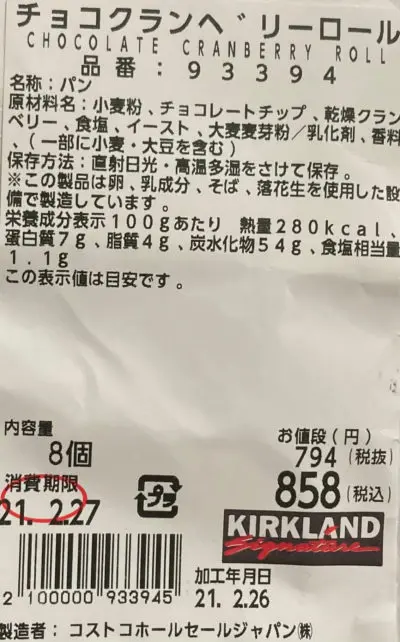 チョコクランベリーロール
CHOCOLATE CRANBERRY ROLL
品番:93394
名称:パン
原材料名:小麦粉、チョコレートチップ、乾燥クラン
ベリー、食塩、イースト、大麦麦芽粉/乳化剤、香料
、(一部に小麦・大豆を含む)
保存方法:直射日光・高温多湿をさけて保存。
※この製品は卵、乳成分、そば、落花生を使用した設
備で製造しています。
栄養成分表示100gあたり 熱量280kcal、
蛋白質7g、脂質4g、炭水化物54g、食塩相当量
1.1g
この表示値は目安です。
内容量
8個
お値段(円)
794(税抜)
858(税込)
消費期限
21. 2.27
プラ
KIRKLAND
Signature
2 100000 933945
加工年月日
21. 2.26
製造者: コストコホールセールジャパン㈱